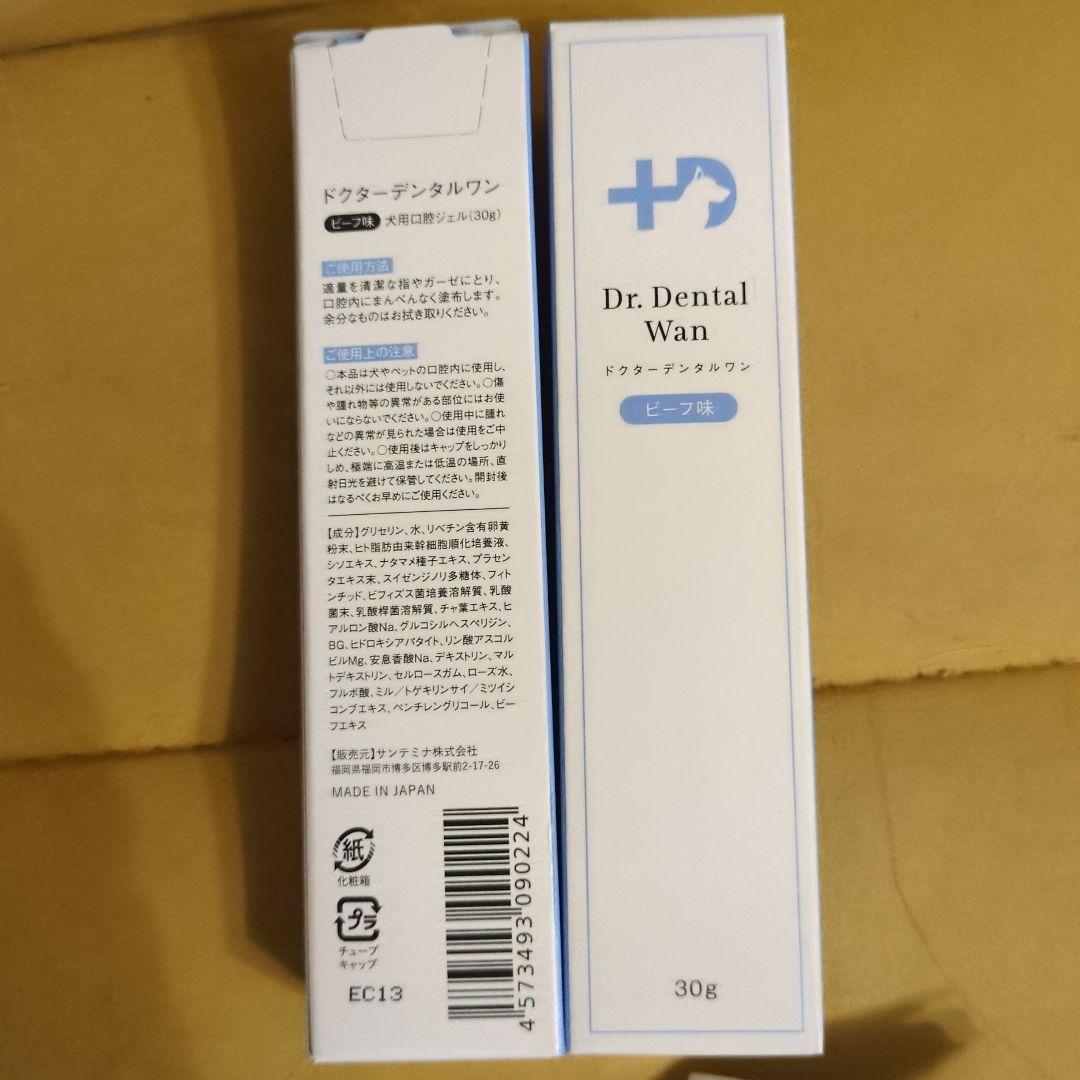 ドクターデンタルワン
ビーフ味 犬用口腔ジェル(30g)
ご使用方法
適量を清潔な指やガーゼにとり、
口腔内にまんべんなく塗布します。
余分なものはお拭き取りください。
ご使用上の注意
○本品は犬やペットの口腔内に使用し、
それ以外には使用しないでください。○傷
や腫れ物等の異常がある部位にはお使
いにならないでください。○使用中に腫れ
などの異常が見られた場合は使用をご中
止ください。○使用後はキャップをしっかり
しめ、極端に高温または低温の場所、直
射日光を避けて保管してください。開封後
はなるべくお早めにご使用ください。
【成分】グリセリン、水、リベチン含有卵黄
粉末、ヒト脂肪由来幹細胞順化培養液、
シソエキス、ナタマメ種子エキス、プラセン
タエキス末、スイゼンジノリ多糖体、フィト
ンチッド、ビフィズス菌培養溶解質、乳酸
菌末、乳酸桿菌溶解質、チャ葉エキス、ヒ
アルロン酸Na、グルコシルヘスペリジン、
BG、ヒドロキシアパタイト、リン酸アスコル
ビルMg、安息香酸Na、デキストリン、マル
トデキストリン、セルロースガム、ローズ水、
フルボ酸、ミル／トゲキリンサイ／ミツイシ
コンブエキス、ペンチレングリコール、ビー
フエキス
【販売元】サンテミナ株式会社
福岡県福岡市博多区博多駅前2-17-26
MADE IN JAPAN
紙
化粧箱
プラ
チューブ
キャップ
EC13
4573493090224
Dr. Dental
Wan
ドクターデンタルワン
ビーフ味
30g